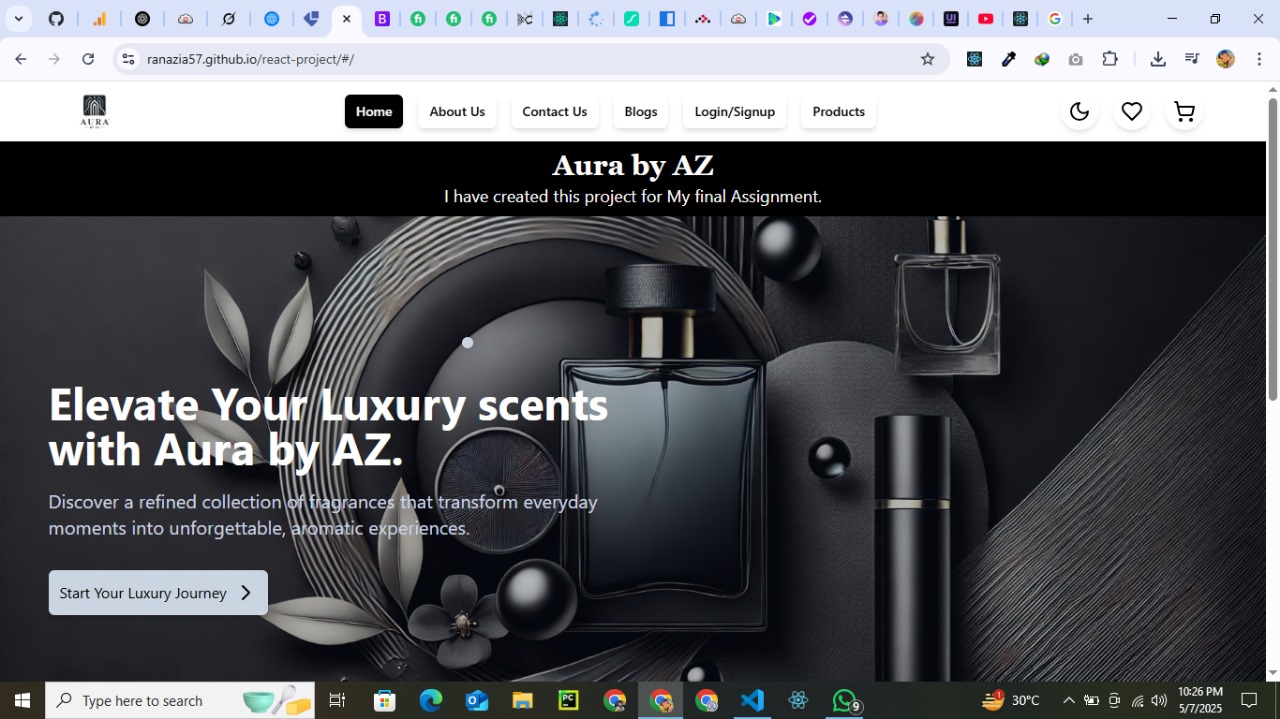 ranazia57.github.io/react-project/#/
AURA
Home
About Us
Contact Us
Blogs
Login/Signup
Products
Aura by AZ
I have created this project for My final Assignment.
Elevate Your Luxury scents
with Aura by AZ.
Discover a refined collection of fragrances that transform everyday
moments into unforgettable, aromatic experiences.
Start Your Luxury Journey
Type here to search
9
1
30°C
10:26 PM
5/7/2025